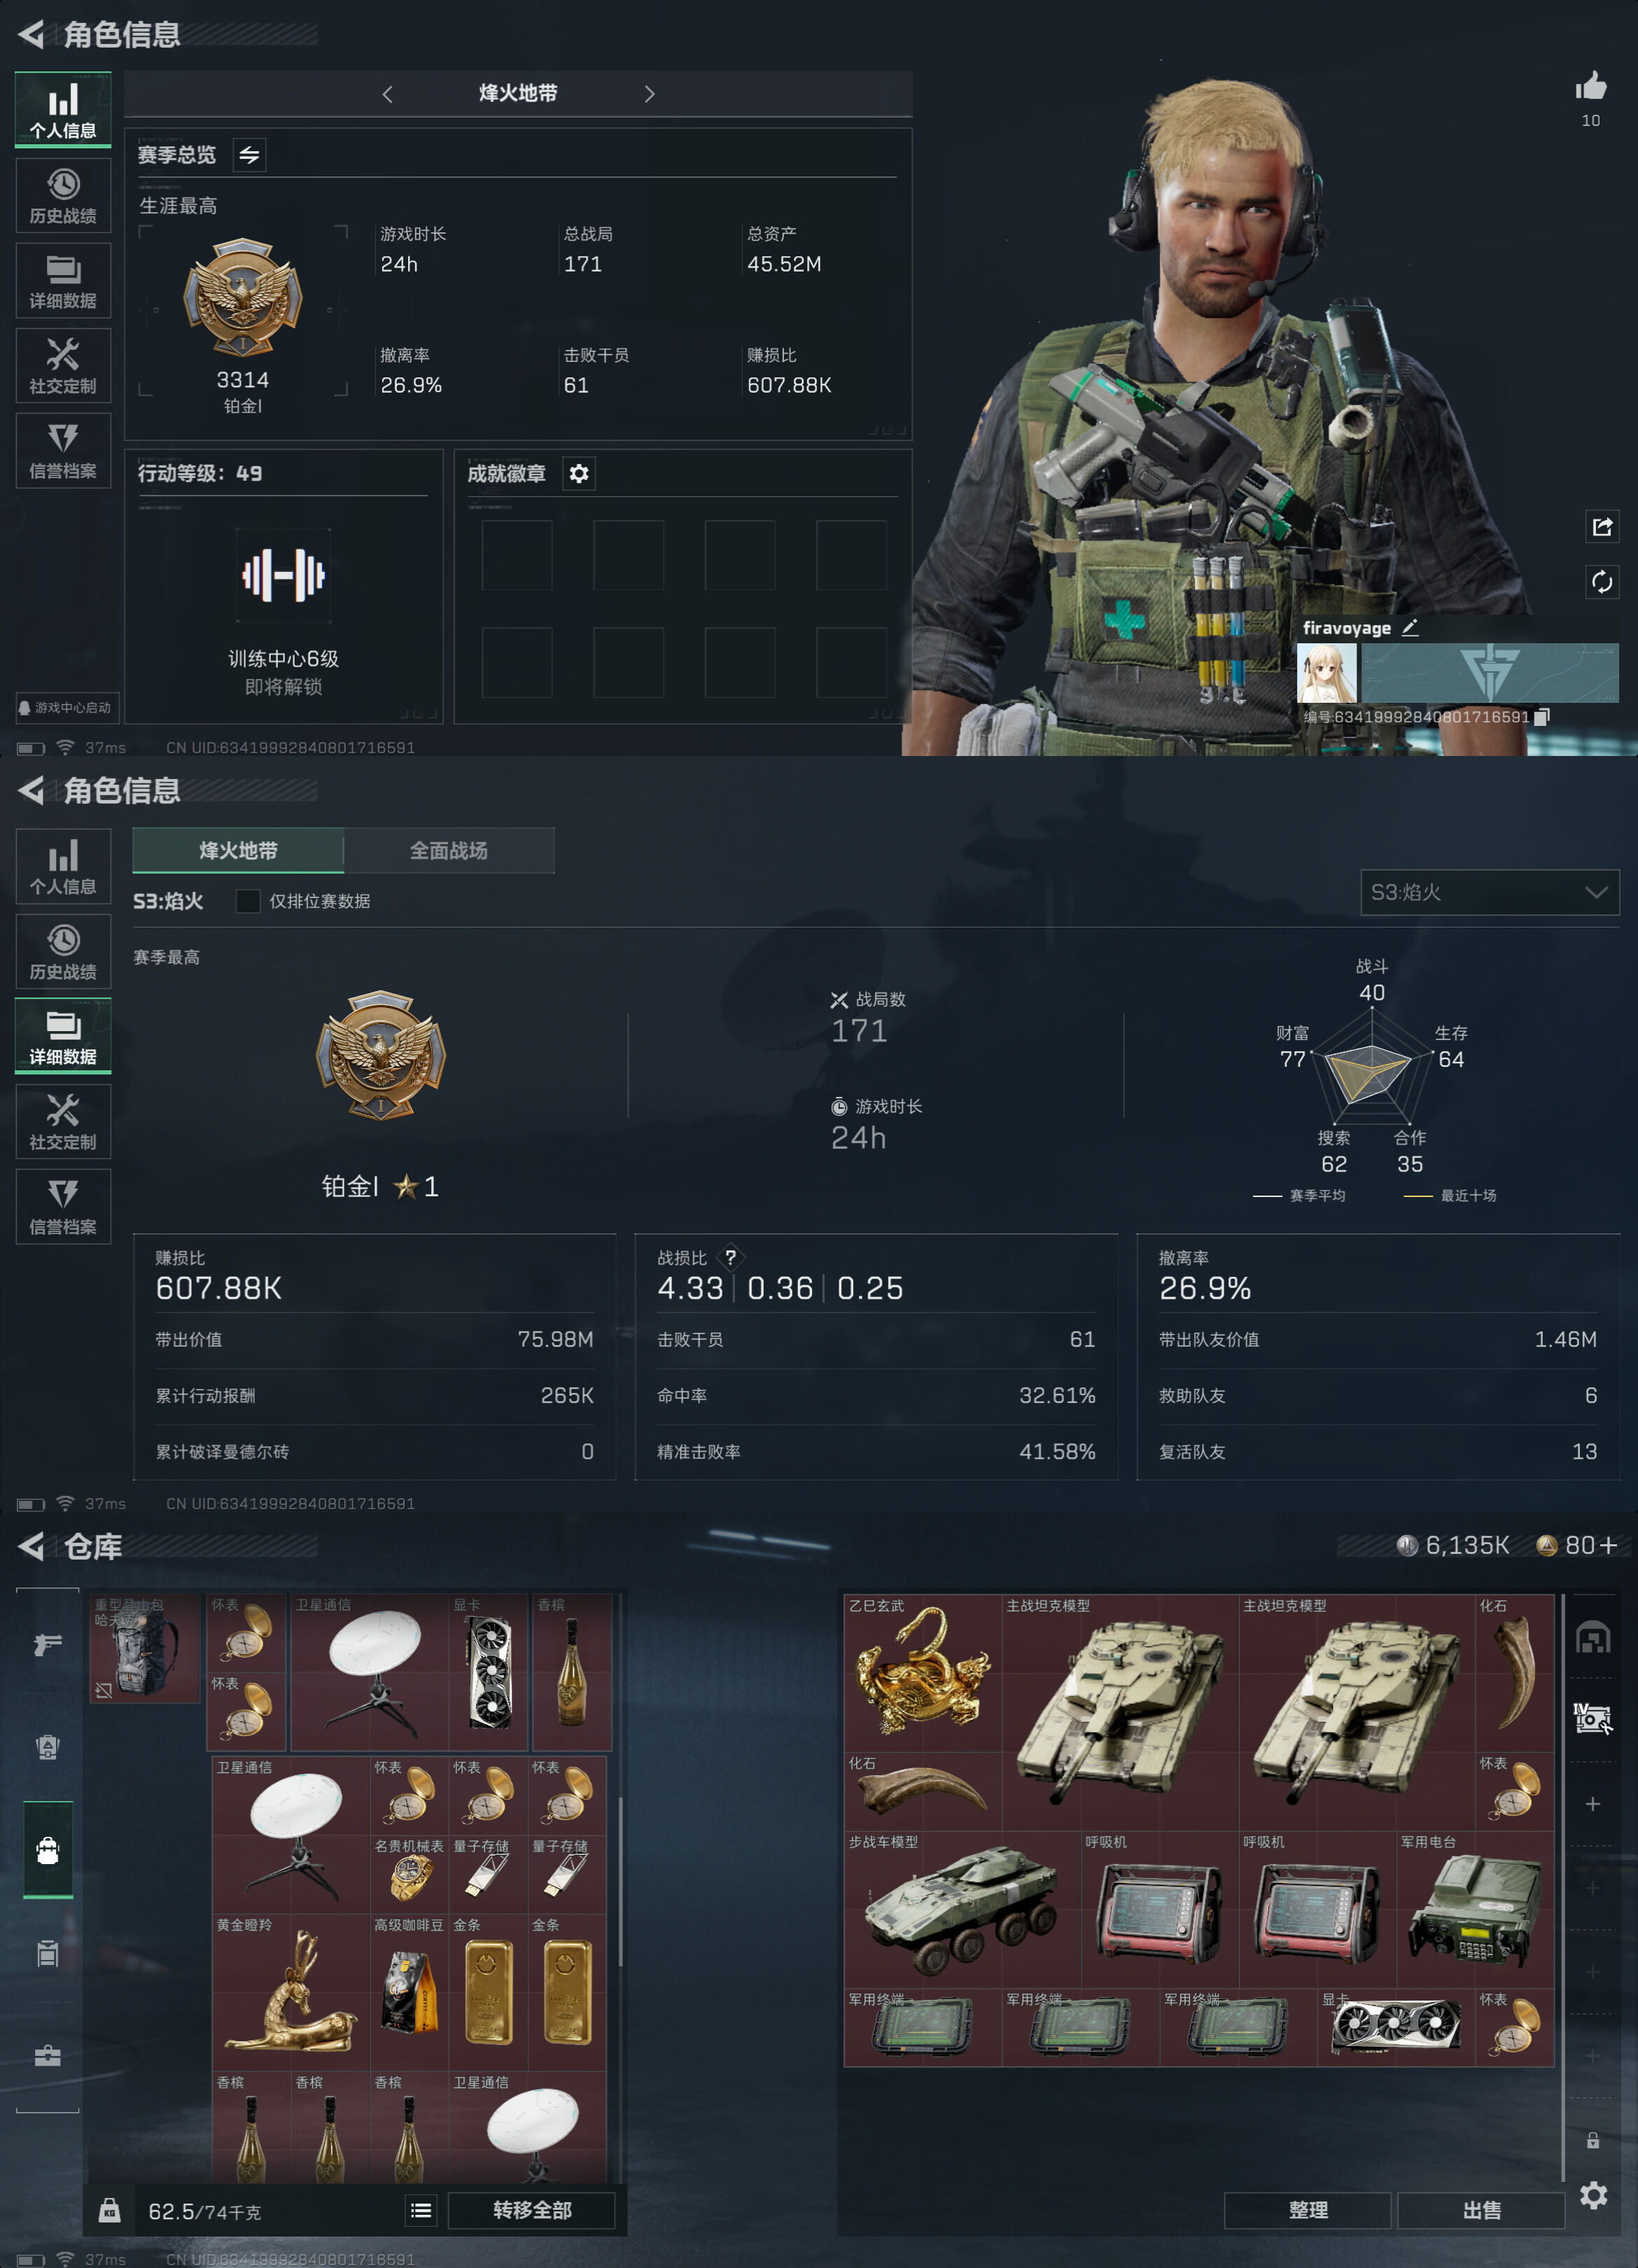 角色信息
个人信息
历史战绩
详细数据
社交定制
信誉档案
游戏中心启动
烽火地带
赛季总览
生涯最高
3314
铂金I
游戏时长
24h
总战局
171
总资产
45.52M
撤离率
26.9%
击败干员
61
赚损比
607.88K
行动等级：49
训练中心6级
即将解锁
成就徽章
10
firavoyage
编号:63419992840801716591
37ms CN UID:63419992840801716591
角色信息
个人信息
历史战绩
详细数据
社交定制
信誉档案
烽火地带 全面战场
S3:焰火 仅排位赛数据
S3:焰火
赛季最高
铂金I 1
战局数
171
游戏时长
24h
战斗
40
财富
77
生存
64
搜索
62
合作
35
赛季平均 最近十场
赚损比
607.88K
带出价值 75.98M
累计行动报酬 265K
累计破译曼德尔砖 0
战损比 ?
4.33 0.36 0.25
击败干员 61
命中率 32.61%
精准击败率 41.58%
撤离率
26.9%
带出队友价值 1.46M
救助队友 6
复活队友 13
37ms CN UID:63419992840801716591
仓库
6,135K 80+
重型登山包 怀表 卫星通信 显卡 香槟
怀表
卫星通信 怀表 怀表 怀表
名贵机械表 量子存储 量子存储
黄金瞪羚 高级咖啡豆 金条 金条
香槟 香槟 香槟 卫星通信
62.5/74千克
转移全部
乙巳玄武 主战坦克模型 主战坦克模型 化石
化石 怀表
步战车模型 呼吸机 呼吸机 军用电台
军用终端 军用终端 军用终端 显卡 怀表
IV
整理 出售
37ms CN UID:63419992840801716591